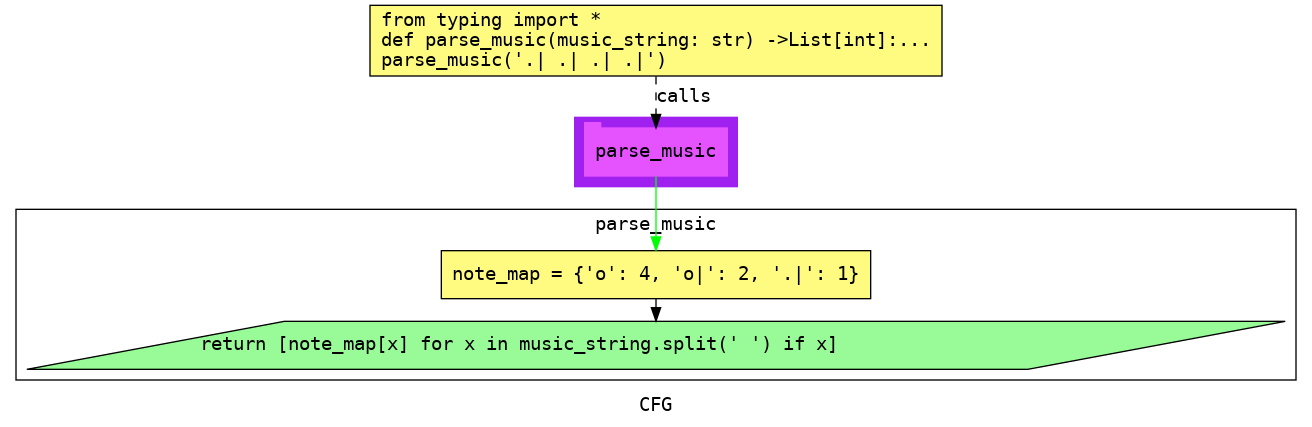 from typing import *
def parse_music(music_string: str) ->List[int]:...
parse_music('.| .| .| .|')
calls
parse_music
parse_music
note_map = {'o': 4, 'o|': 2, '.|': 1}
return [note_map[x] for x in music_string.split(' ') if x]
CFG